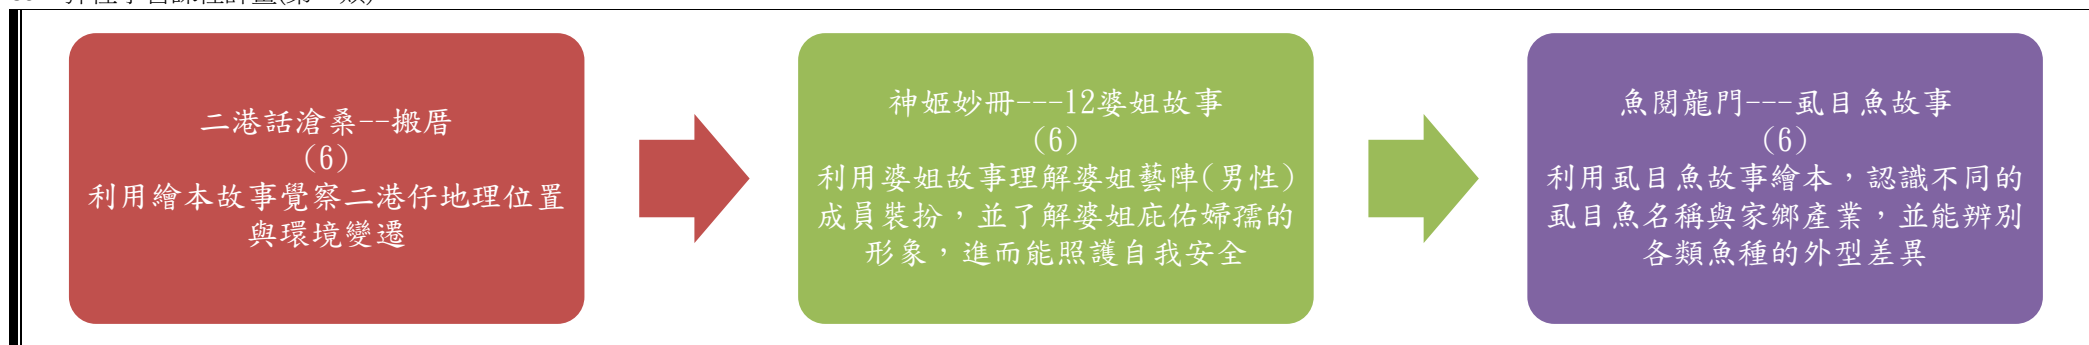 二港話滄桑--搬厝
(6)
利用繪本故事覺察二港仔地理位置
與環境變遷
神姬妙冊---12婆姐故事
(6)
利用婆姐故事理解婆姐藝陣(男性)
成員裝扮，並了解婆姐庇佑婦孺的
形象，進而能照護自我安全
魚閱龍門---虱目魚故事
(6)
利用虱目魚故事繪本，認識不同的
虱目魚名稱與家鄉產業，並能辨別
各類魚種的外型差異